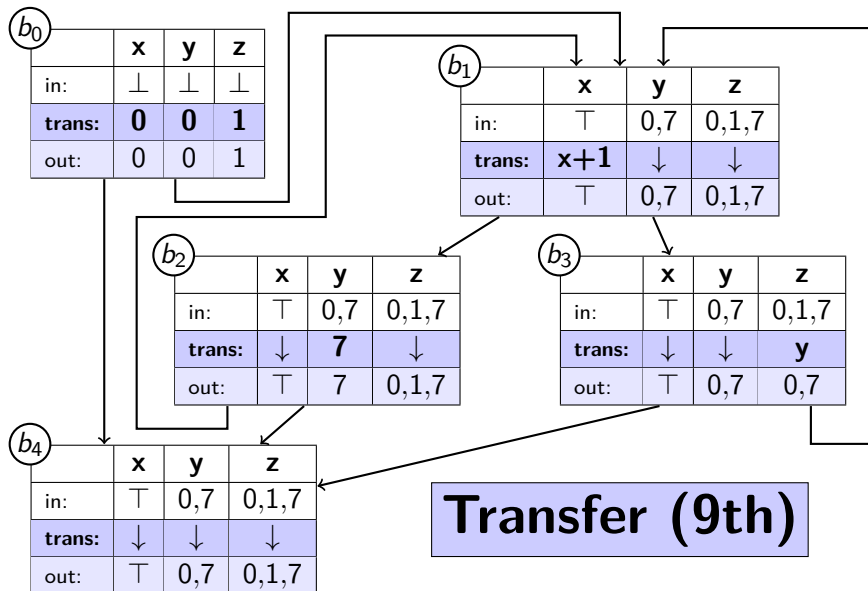 b0
x y z
in: ⊥ ⊥ ⊥
trans: 0 0 1
out: 0 0 1
b1
x y z
in: ⊤ 0,7 0,1,7
trans: x+1 ↓ ↓
out: ⊤ 0,7 0,1,7
b2
x y z
in: ⊤ 0,7 0,1,7
trans: ↓ 7 ↓
out: ⊤ 7 0,1,7
b3
x y z
in: ⊤ 0,7 0,1,7
trans: ↓ ↓ y
out: ⊤ 0,7 0,7
b4
x y z
in: ⊤ 0,7 0,1,7
trans: ↓ ↓ ↓
out: ⊤ 0,7 0,1,7
Transfer (9th)